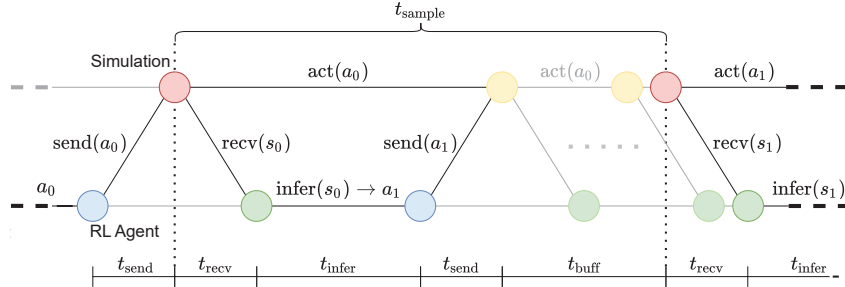 t_sample
Simulation
act(a_0) act(a_0) act(a_1)
send(a_0) recv(s_0) send(a_1) recv(s_1)
a_0 infer(s_0) → a_1 infer(s_1)
RL Agent
t_send t_recv t_infer t_send t_buff t_recv t_infer